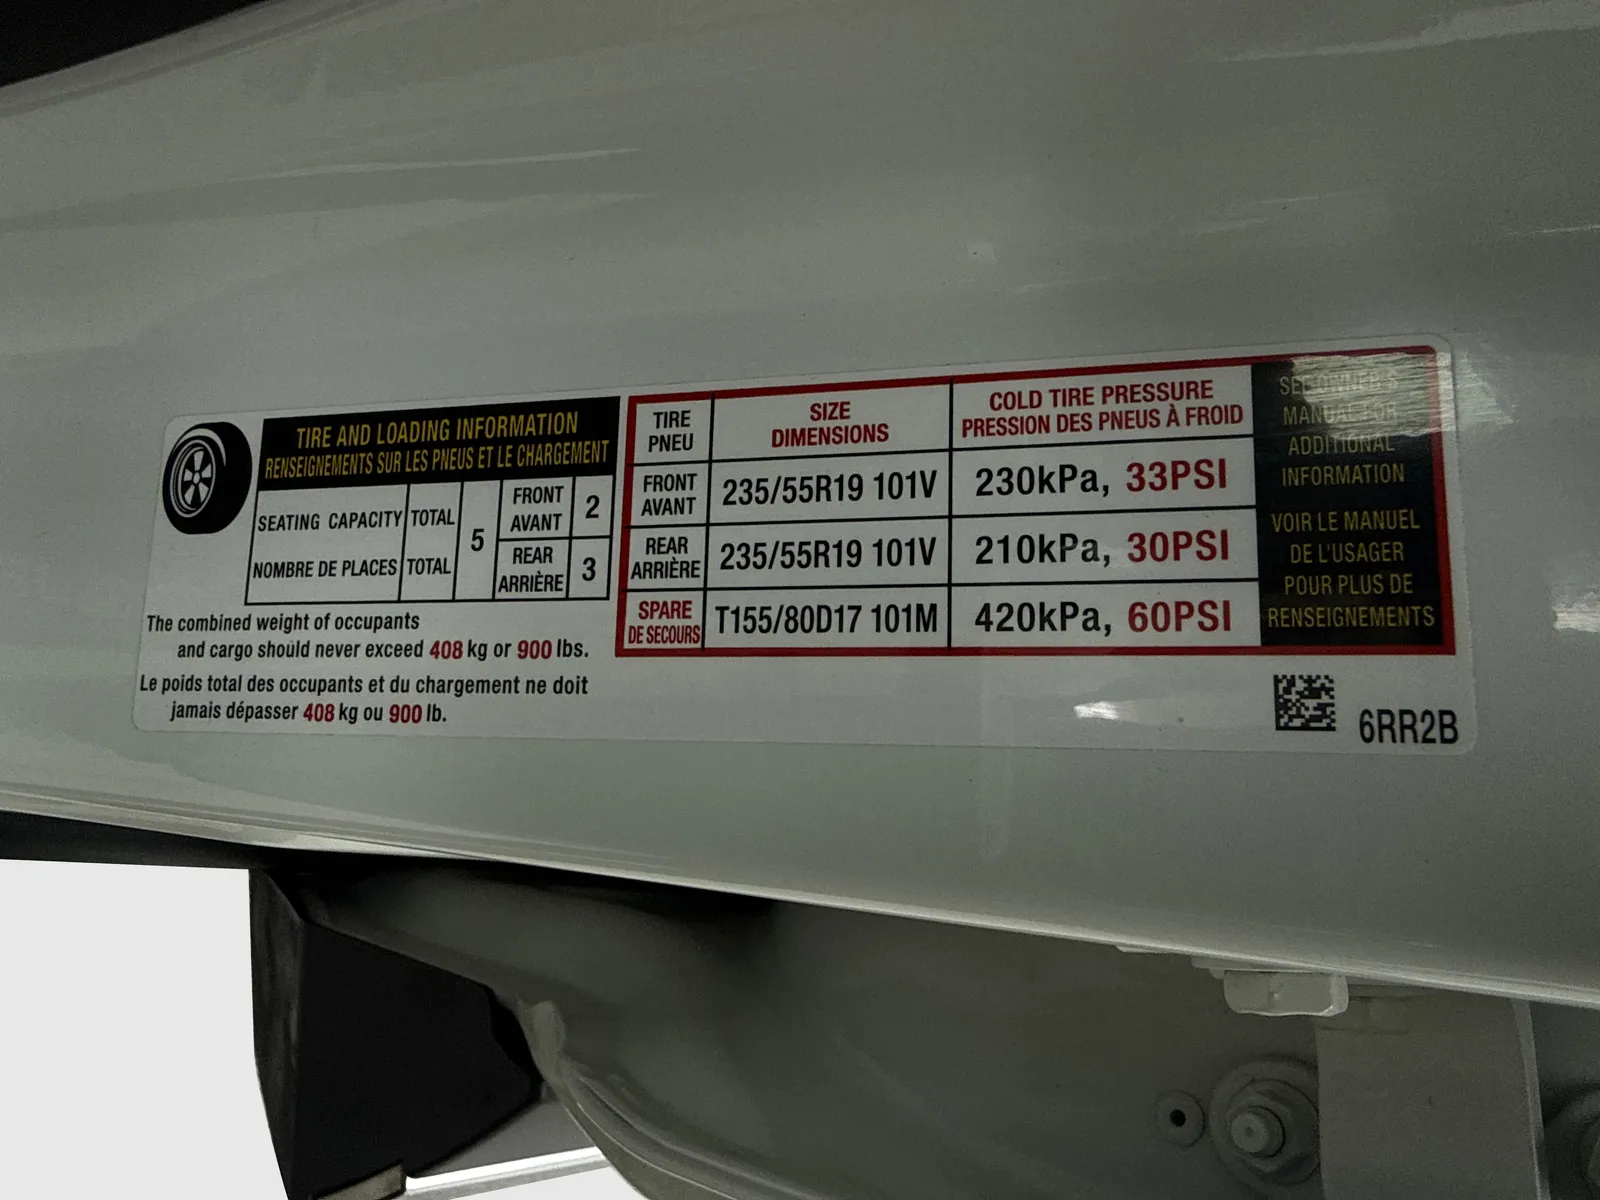 TIRE AND LOADING INFORMATION
RENSEIGNEMENTS SUR LES PNEUS ET LE CHARGEMENT
SEATING CAPACITY TOTAL
NOMBRE DE PLACES TOTAL
5
FRONT
AVANT
2
REAR
ARRIÈRE
3
The combined weight of occupants
and cargo should never exceed 408 kg or 900 lbs.
Le poids total des occupants et du chargement ne doit
jamais dépasser 408 kg ou 900 lb.
TIRE
PNEU
SIZE
DIMENSIONS
COLD TIRE PRESSURE
PRESSION DES PNEUS À FROID
FRONT
AVANT
235/55R19 101V
230kPa, 33PSI
REAR
ARRIÈRE
235/55R19 101V
210kPa, 30PSI
SPARE
DE SECOURS
T155/80D17 101M
420kPa, 60PSI
SEE OWNER'S
MANUAL FOR
ADDITIONAL
INFORMATION
VOIR LE MANUEL
DE L'USAGER
POUR PLUS DE
RENSEIGNEMENTS
6RR2B